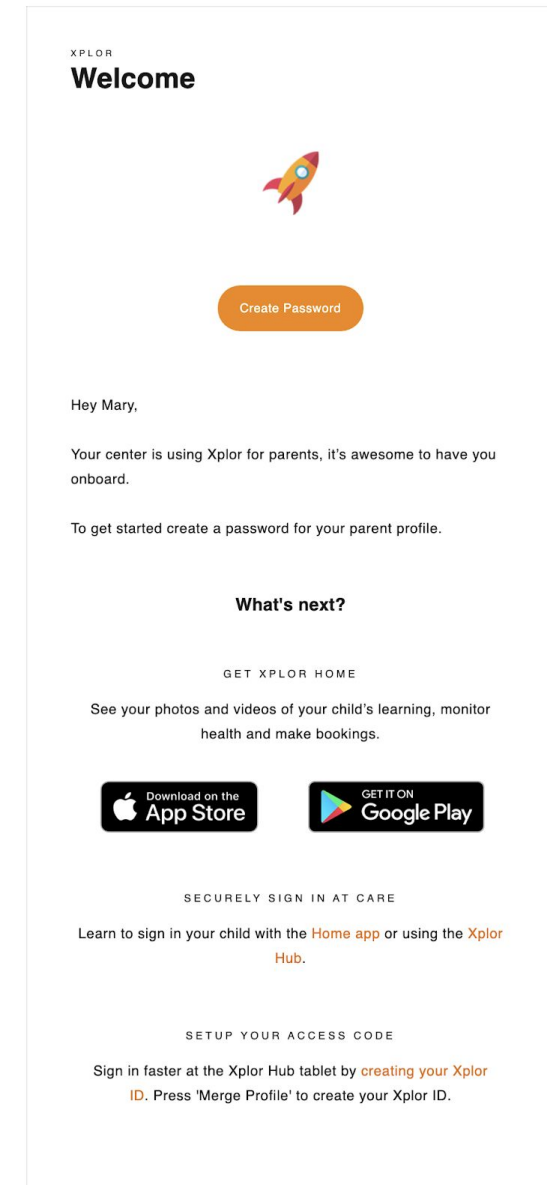 XPLOR
Welcome
Create Password
Hey Mary,
Your center is using Xplor for parents, it’s awesome to have you
onboard.
To get started create a password for your parent profile.
What's next?
GET XPLOR HOME
See your photos and videos of your child’s learning, monitor
health and make bookings.
Download on the
App Store
GET IT ON
Google Play
SECURELY SIGN IN AT CARE
Learn to sign in your child with the Home app or using the Xplor
Hub.
SETUP YOUR ACCESS CODE
Sign in faster at the Xplor Hub tablet by creating your Xplor
ID. Press 'Merge Profile' to create your Xplor ID.